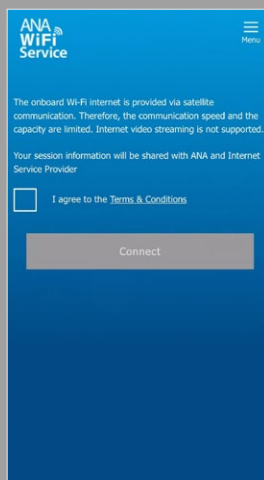 ANA
WiFi
Service
Menu
The onboard Wi-Fi internet is provided via satellite
communication. Therefore, the communication speed and the
capacity are limited. Internet video streaming is not supported.
Your session information will be shared with ANA and Internet
Service Provider
I agree to the Terms & Conditions
Connect